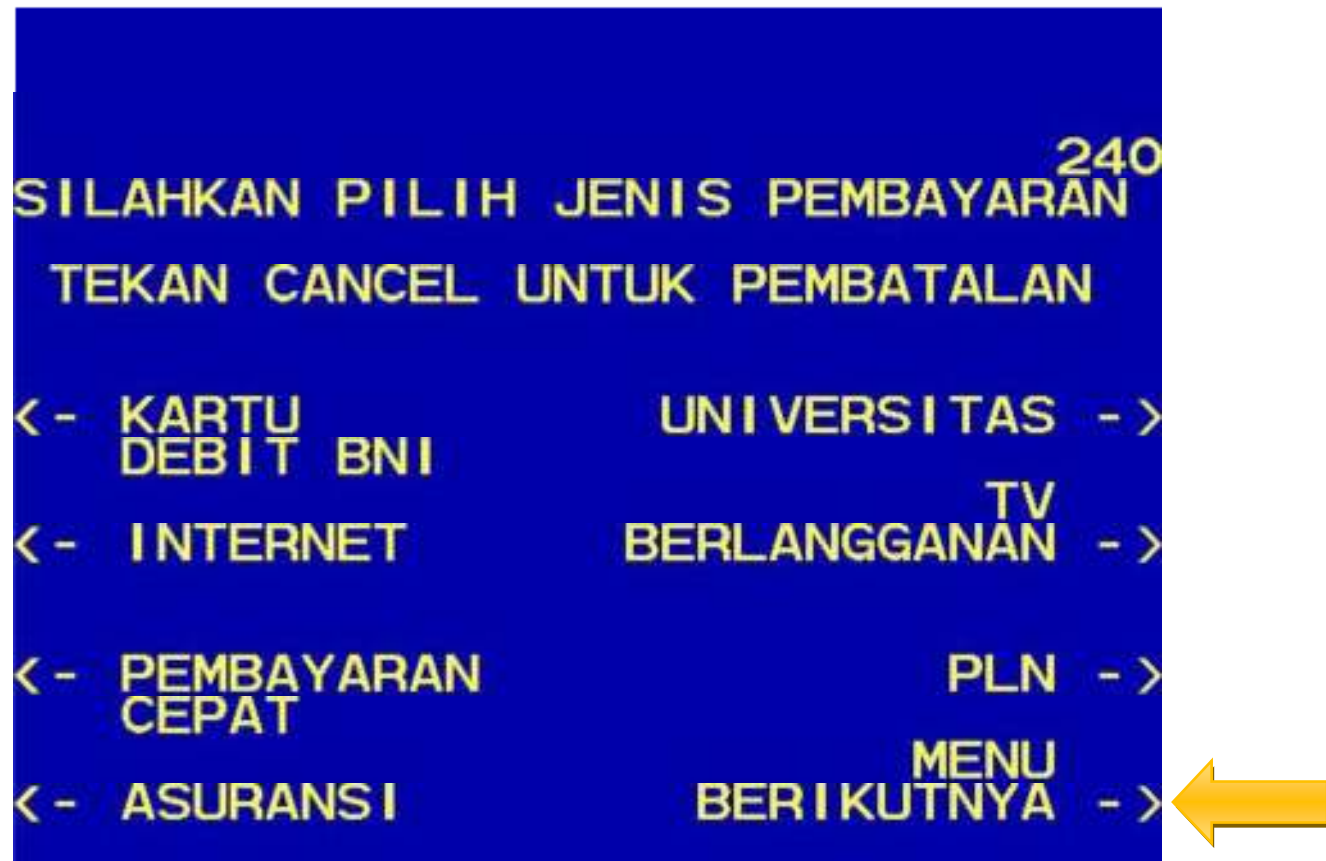 240
SILAHKAN PILIH JENIS PEMBAYARAN
TEKAN CANCEL UNTUK PEMBATALAN
<- KARTU
DEBIT BNI
UNIVERSITAS ->
<- INTERNET
TV
BERLANGGANAN ->
<- PEMBAYARAN
CEPAT
PLN ->
<- ASURANSI
MENU
BERIKUTNYA ->